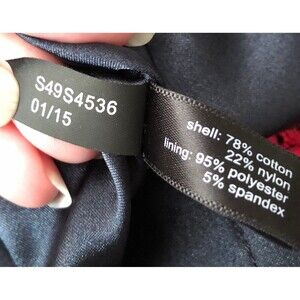 S49S4536
01/15
shell: 78% cotton
22% nylon
lining: 95% polyester
5% spandex